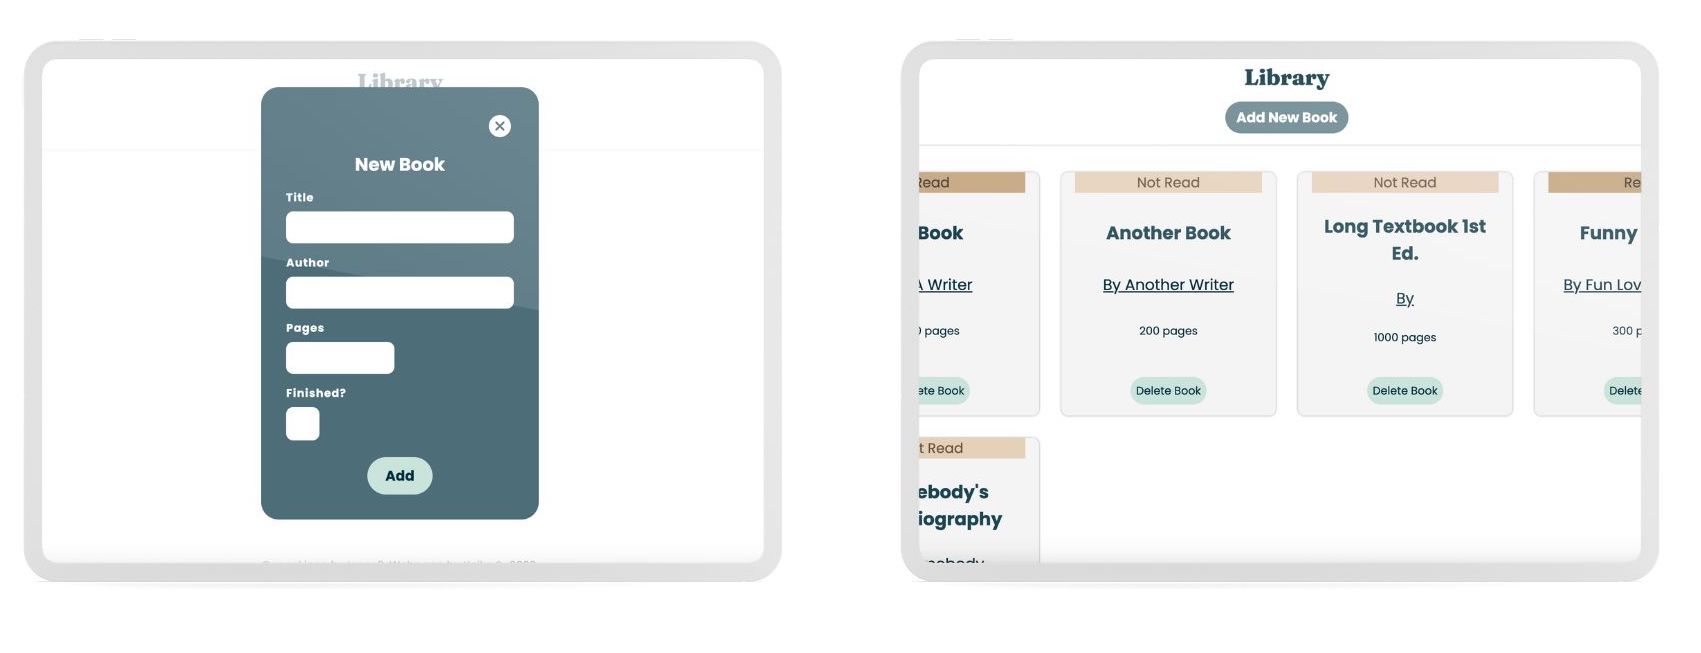 Library
New Book
Title
Author
Pages
Finished?
Add
Library
Add New Book
Read
Not Read
Not Read
Re
Book
Another Book
Long Textbook 1st
Ed.
Funny
A Writer
By Another Writer
By
By Fun Lov
pages
200 pages
1000 pages
300 p
ete Book
Delete Book
Delete Book
Delete
t Read
ebody's
iography